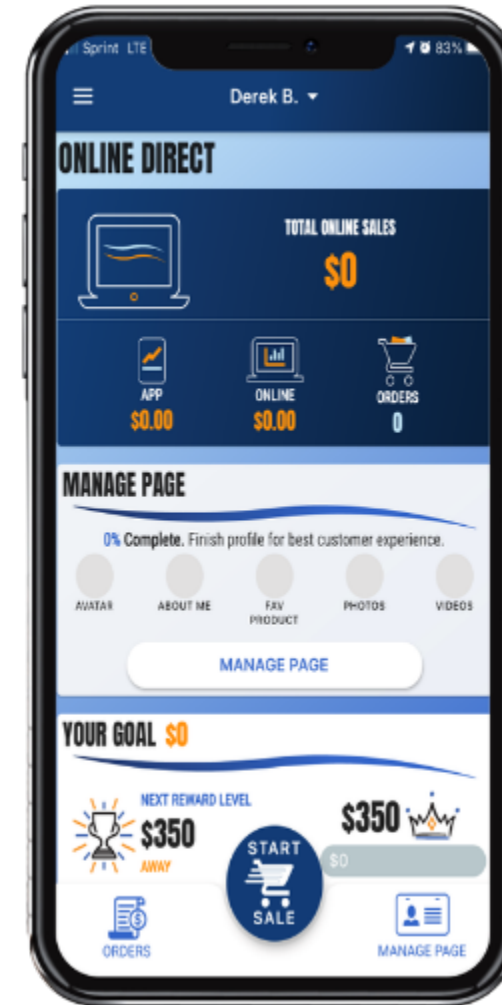 Sprint LTE
83%
Derek B.
ONLINE DIRECT
TOTAL ONLINE SALES
$0
APP
$0.00
ONLINE
$0.00
ORDERS
0
MANAGE PAGE
0% Complete. Finish profile for best customer experience.
AVATAR
ABOUT ME
FAV
PRODUCT
PHOTOS
VIDEOS
MANAGE PAGE
YOUR GOAL $0
NEXT REWARD LEVEL
$350
AWAY
$350
$0
START
SALE
ORDERS
MANAGE PAGE